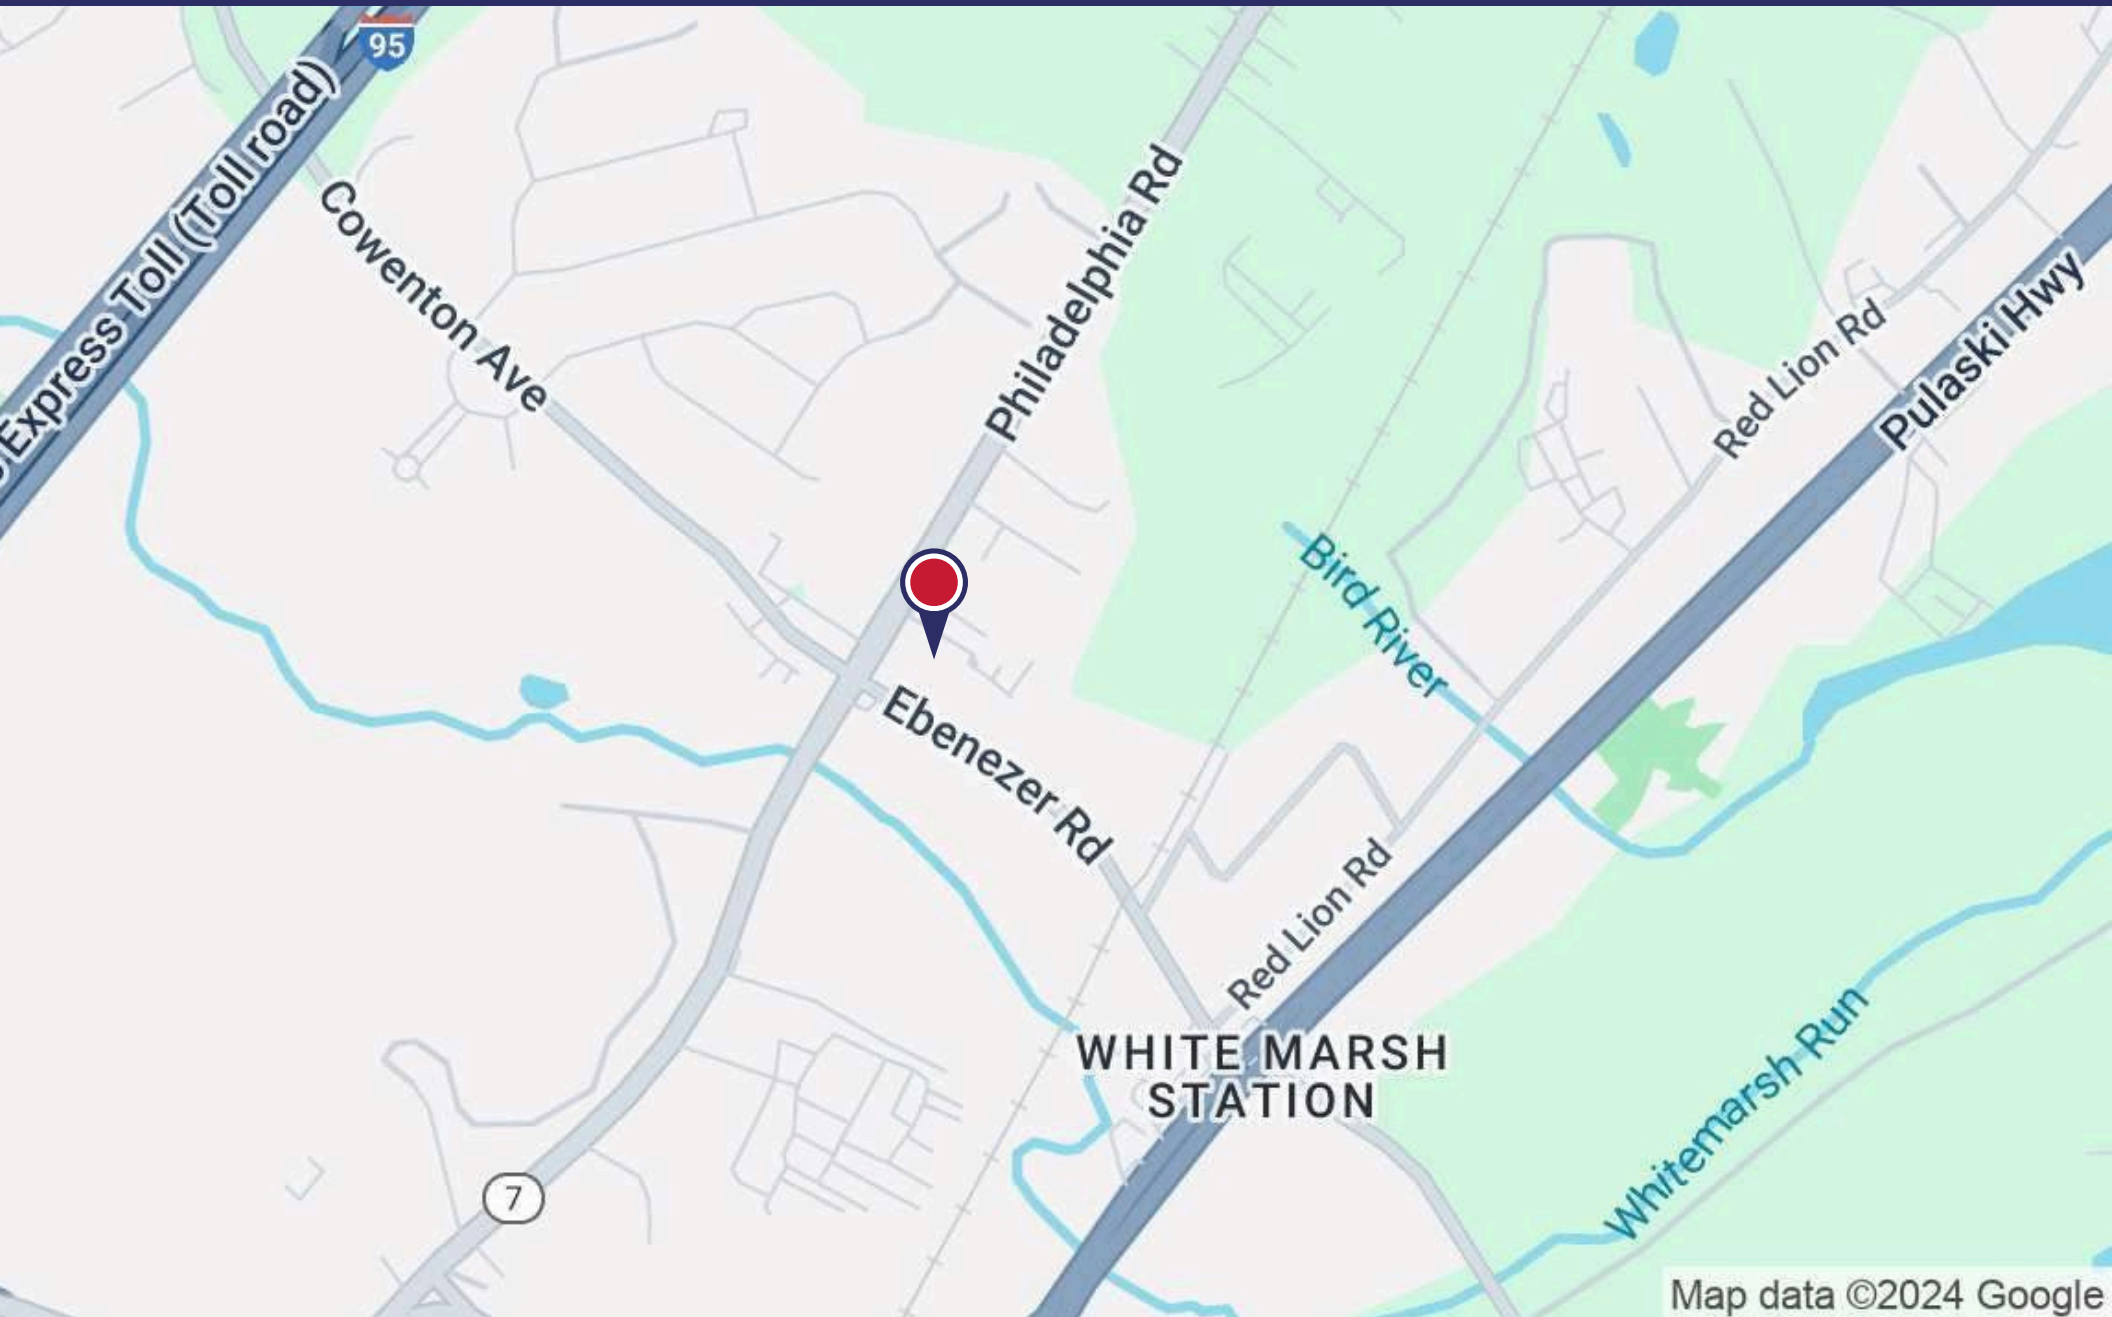 95
Express Toll (Toll road)
Cowenton Ave
Philadelphia Rd
Red Lion Rd
Pulaski Hwy
Bird River
Ebenezer Rd
Red Lion Rd
WHITE MARSH
STATION
Whitemarsh Run
7
Map data ©2024 Google